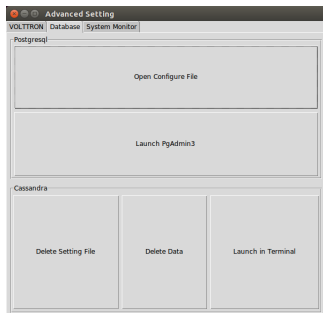 Advanced Setting
VOLTTRON Database System Monitor
Postgresql
Open Configure File
Launch PgAdmin3
Cassandra
Delete Setting File Delete Data Launch in Terminal